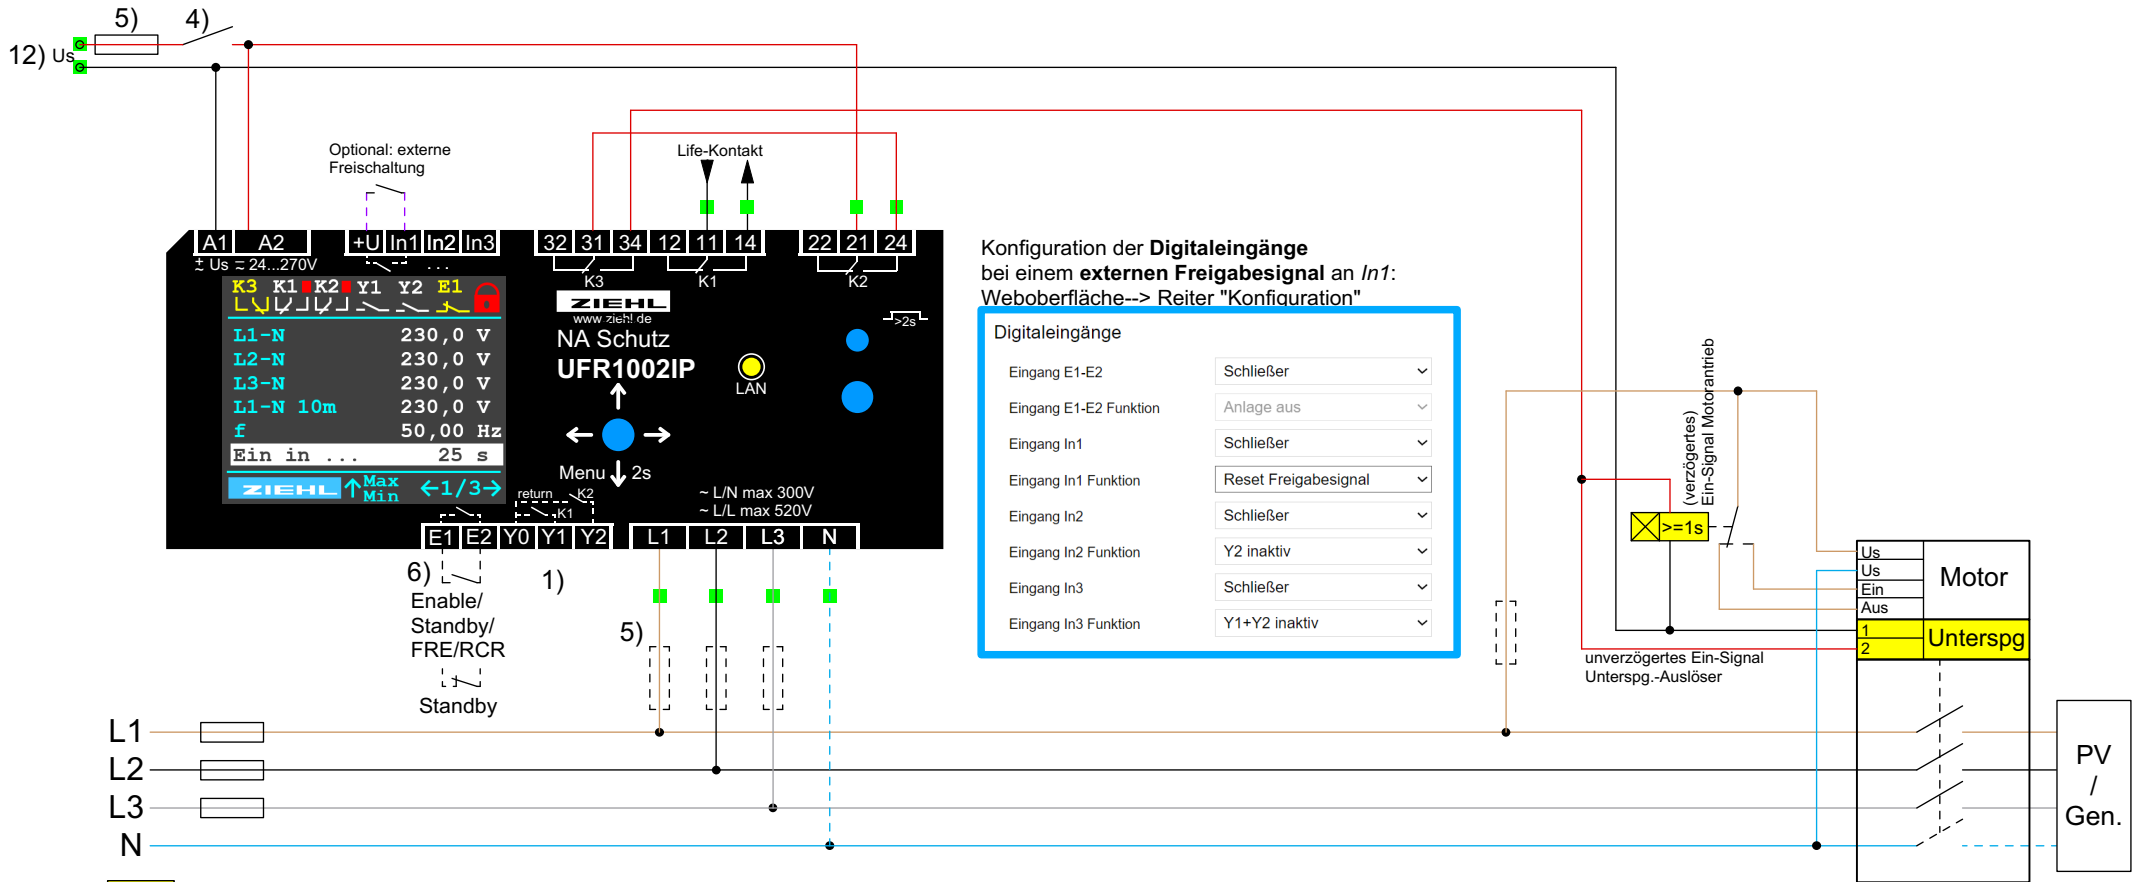 5)
4)
12) Us
Optional: externe
Freischaltung
Life-Kontakt
A1 A2 +U In1 In2 In3 32 31 34 12 11 14 22 21 24
Us = 24...270V
...
K3 K1 K2
K3 K1 K2 Y1 Y2 E1
ZIEHL
www.ziehl.de
NA Schutz
UFR1002IP
LAN
>2s
L1-N 230,0 V
L2-N 230,0 V
L3-N 230,0 V
L1-N 10m 230,0 V
f 50,00 Hz
Ein in ... 25 s
ZIEHL ↑Max Min ←1/3→
Menu 2s
return K2
K1
~ L/N max 300V
~ L/L max 520V
E1 E2 Y0 Y1 Y2 L1 L2 L3 N
6)
1)
Enable/
Standby/
FRE/RCR
Standby
5)
Konfiguration der Digitaleingänge
bei einem externen Freigabesignal an In1:
Weboberfläche--> Reiter "Konfiguration"
Digitaleingänge
Eingang E1-E2 Schließer
Eingang E1-E2 Funktion Anlage aus
Eingang In1 Schließer
Eingang In1 Funktion Reset Freigabesignal
Eingang In2 Schließer
Eingang In2 Funktion Y2 inaktiv
Eingang In3 Schließer
Eingang In3 Funktion Y1+Y2 inaktiv
(verzögertes)
Ein-Signal Motorantrieb
>=1s
Us
Us
Ein
Aus
Motor
1
2
Unterspg
unverzögertes Ein-Signal
Unterspg.-Auslöser
L1
L2
L3
N
PV
/
Gen.